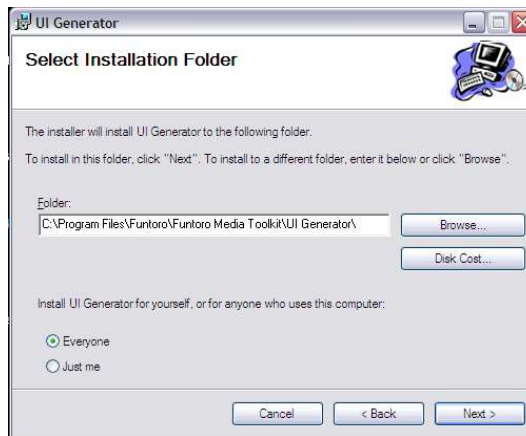 UI Generator
Select Installation Folder
The installer will install UI Generator to the following folder.
To install in this folder, click "Next". To install to a different folder, enter it below or click "Browse".
Folder:
C:\Program Files\Funtoro\Funtoro Media Toolkit\UI Generator\
Browse...
Disk Cost...
Install UI Generator for yourself, or for anyone who uses this computer:
Everyone
Just me
Cancel
< Back
Next >